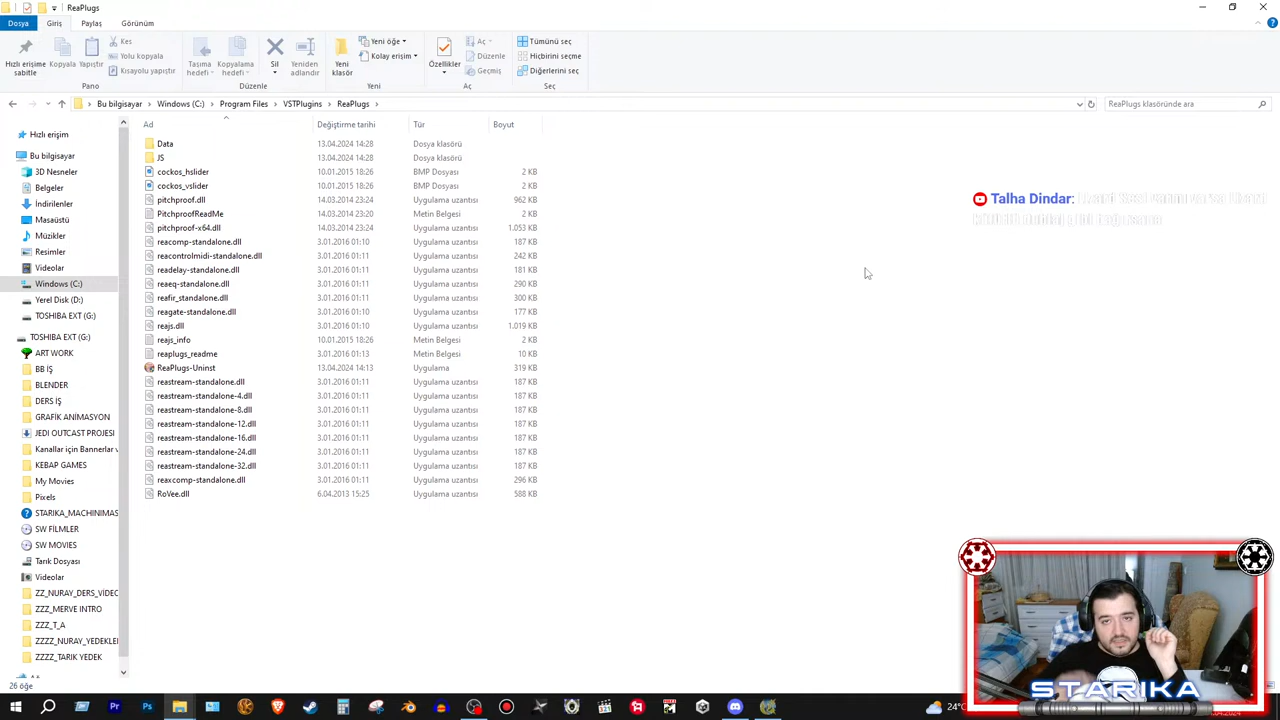 ReaPlugs
Dosya Giriş Paylaş Görünüm
Hızlı erişime sabitle
Kopyala
Yapıştır
Kes
Yolu kopyala
Kısayolu yapıştır
Pano
Taşıma hedefi
Kopyalama hedefi
Sil
Yeniden adlandır
Düzenle
Yeni klasör
Yeni öğe
Kolay erişim
Yeni
Özellikler
Aç
Düzenle
Geçmiş
Aç
Tümünü seç
Hiçbirini seçme
Diğerlerini seç
Seç
Bu bilgisayar > Windows (C:) > Program Files > VSTPlugins > ReaPlugs >
ReaPlugs klasöründe ara
Hızlı erişim
Bu bilgisayar
3D Nesneler
Belgeler
İndirilenler
Masaüstü
Müzikler
Resimler
Videolar
Windows (C:)
Yerel Disk (D:)
TOSHIBA EXT (G:)
TOSHIBA EXT (G:)
ART WORK
BB İŞ
BLENDER
DERS İŞ
GRAFİK ANİMASYON
JEDI OUTCAST PROJESI
Kanallar için Bannerlar v
KEBAP GAMES
My Movies
Pixels
STARIKA_MACHINIMAS
SW FİLMLER
SW MOVIES
Tarık Dosyası
Videolar
ZZ_NURAY_DERS_VİDEO
ZZZ_MERVE INTRO
ZZZ_T_A
ZZZZ_NURAY_YEDEKLE
ZZZZ_TARIK YEDEK
Ad Değiştirme tarihi Tür Boyut
Data 13.04.2024 14:28 Dosya klasörü
JS 13.04.2024 14:28 Dosya klasörü
cockos_hslider 10.01.2015 18:26 BMP Dosyası 2 KB
cockos_vslider 10.01.2015 18:26 BMP Dosyası 2 KB
pitchproof.dll 14.03.2014 23:24 Uygulama uzantısı 962 KB
PitchproofReadMe 14.03.2014 23:20 Metin Belgesi 2 KB
pitchproof-x64.dll 14.03.2014 23:24 Uygulama uzantısı 1.053 KB
reacomp-standalone.dll 3.01.2016 01:10 Uygulama uzantısı 187 KB
reacontrolmidi-standalone.dll 3.01.2016 01:11 Uygulama uzantısı 242 KB
readelay-standalone.dll 3.01.2016 01:11 Uygulama uzantısı 181 KB
reaeq-standalone.dll 3.01.2016 01:11 Uygulama uzantısı 290 KB
reafir_standalone.dll 3.01.2016 01:11 Uygulama uzantısı 300 KB
reagate-standalone.dll 3.01.2016 01:10 Uygulama uzantısı 177 KB
reajs.dll 3.01.2016 01:10 Uygulama uzantısı 1.019 KB
reajs_info 10.01.2015 18:26 Metin Belgesi 2 KB
reaplugs_readme 3.01.2016 01:13 Metin Belgesi 10 KB
ReaPlugs-Uninst 13.04.2024 14:13 Uygulama 319 KB
reastream-standalone.dll 3.01.2016 01:11 Uygulama uzantısı 187 KB
reastream-standalone-4.dll 3.01.2016 01:11 Uygulama uzantısı 187 KB
reastream-standalone-8.dll 3.01.2016 01:11 Uygulama uzantısı 187 KB
reastream-standalone-12.dll 3.01.2016 01:11 Uygulama uzantısı 187 KB
reastream-standalone-16.dll 3.01.2016 01:11 Uygulama uzantısı 187 KB
reastream-standalone-24.dll 3.01.2016 01:11 Uygulama uzantısı 187 KB
reastream-standalone-32.dll 3.01.2016 01:11 Uygulama uzantısı 187 KB
reaxcomp-standalone.dll 3.01.2016 01:11 Uygulama uzantısı 296 KB
RoVee.dll 6.04.2013 15:25 Uygulama uzantısı 588 KB
Talha Dindar:
STARIKA
26 öğe
24°C